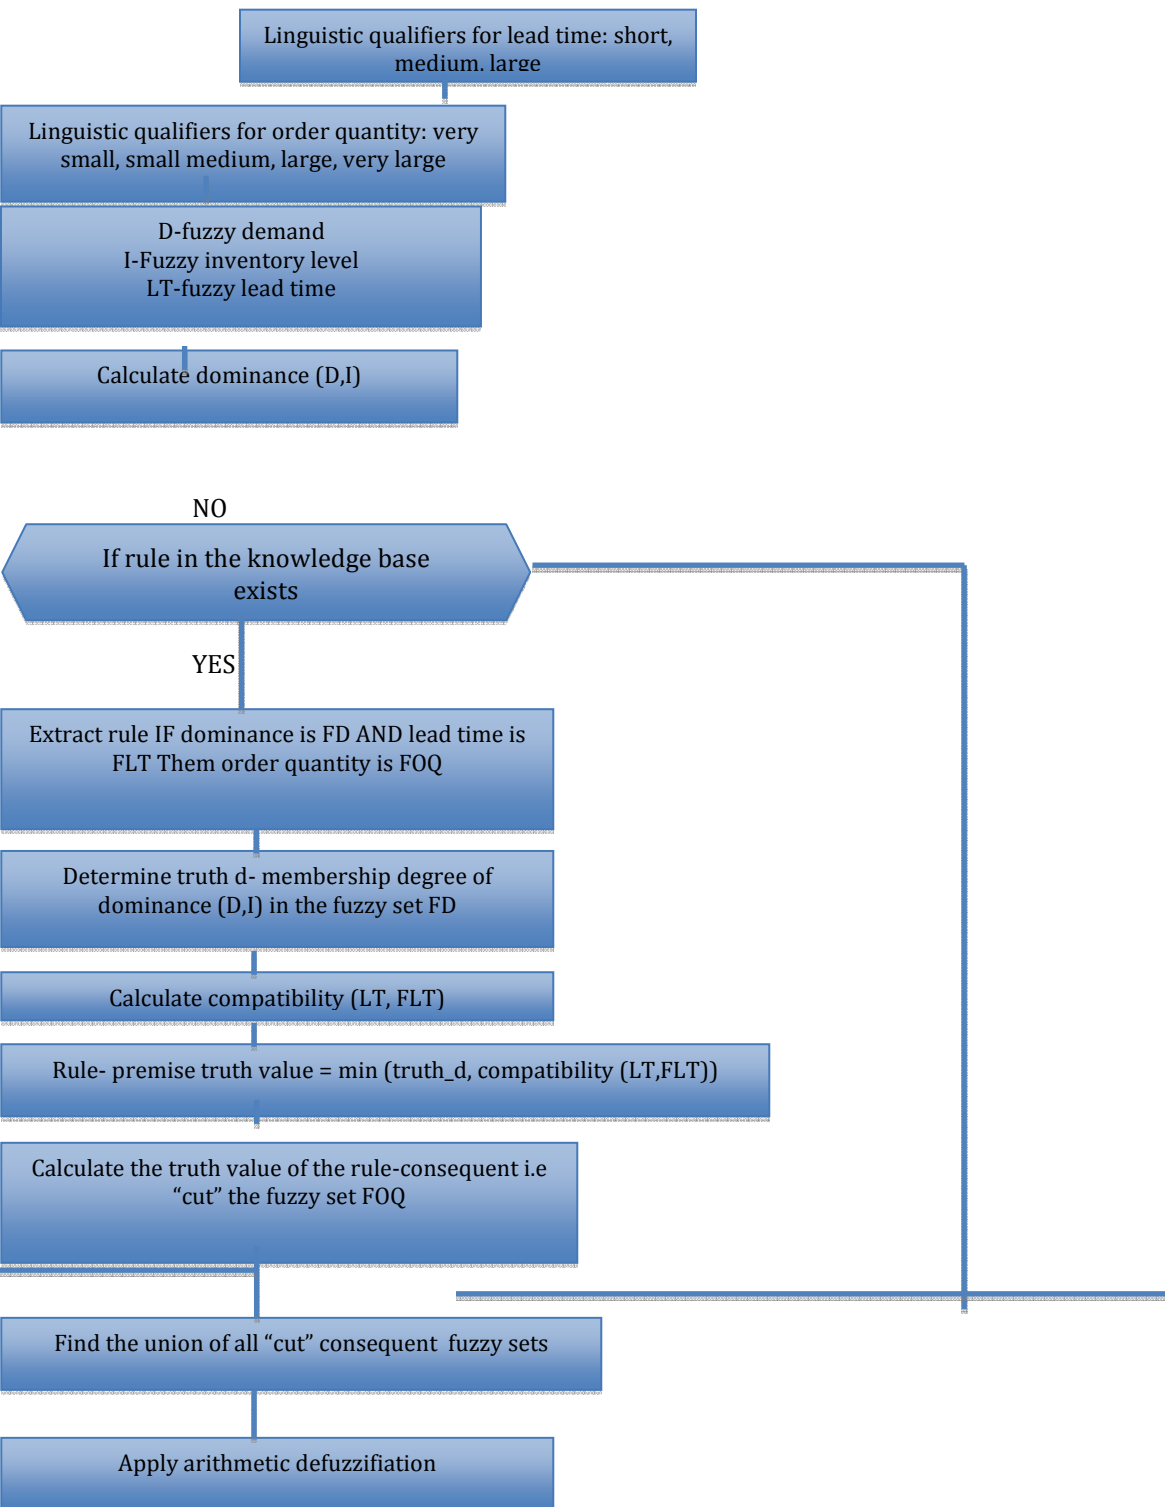 Linguistic qualifiers for lead time: short,
medium. large
Linguistic qualifiers for order quantity: very
small, small medium, large, very large
D-fuzzy demand
I-Fuzzy inventory level
LT-fuzzy lead time
Calculate dominance (D,I)
NO
If rule in the knowledge base
exists
YES
Extract rule IF dominance is FD AND lead time is
FLT Them order quantity is FOQ
Determine truth d- membership degree of
dominance (D,I) in the fuzzy set FD
Calculate compatibility (LT, FLT)
Rule- premise truth value = min (truth_d, compatibility (LT,FLT))
Calculate the truth value of the rule-consequent i.e
“cut” the fuzzy set FOQ
Find the union of all “cut” consequent fuzzy sets
Apply arithmetic defuzzifiation